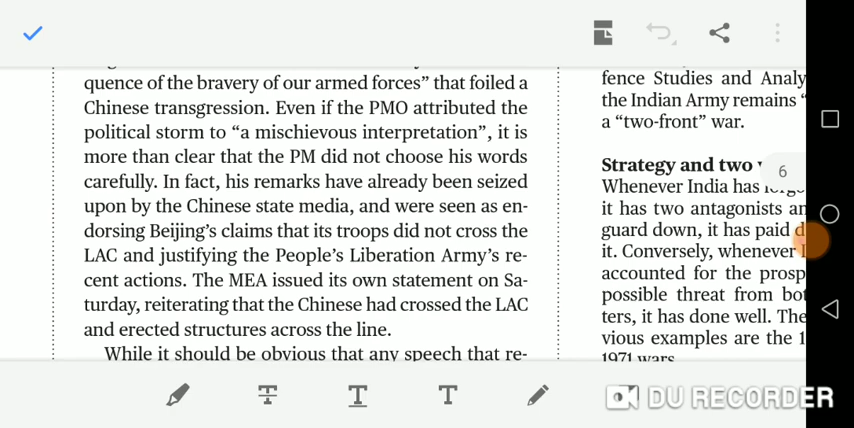 quence of the bravery of our armed forces” that foiled a
Chinese transgression. Even if the PMO attributed the
political storm to “a mischievous interpretation”, it is
more than clear that the PM did not choose his words
carefully. In fact, his remarks have already been seized
upon by the Chinese state media, and were seen as en-
dorsing Beijing’s claims that its troops did not cross the
LAC and justifying the People’s Liberation Army’s re-
cent actions. The MEA issued its own statement on Sa-
turday, reiterating that the Chinese had crossed the LAC
and erected structures across the line.
While it should be obvious that any speech that re-
fence Studies and Analy
the Indian Army remains “
a “two-front” war.
Strategy and two
6
Whenever India has
it has two antagonists an
guard down, it has paid d
it. Conversely, whenever
accounted for the prosp
possible threat from bot
ters, it has done well. The
vious examples are the 1
1971 wars
DU RECORDER